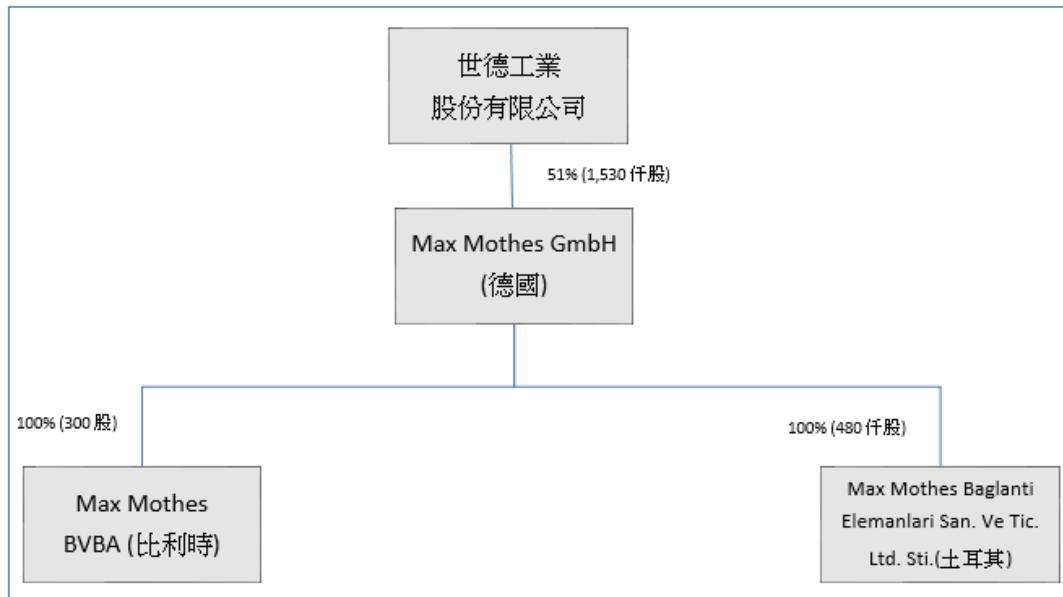 世德工業
股份有限公司
51% (1,530 仟股)
Max Mothes GmbH
(德國)
100% (300 股)
100% (480 仟股)
Max Mothes
BVBA (比利時)
Max Mothes Baglanti
Elemanlari San. Ve Tic.
Ltd. Sti.(土耳其)